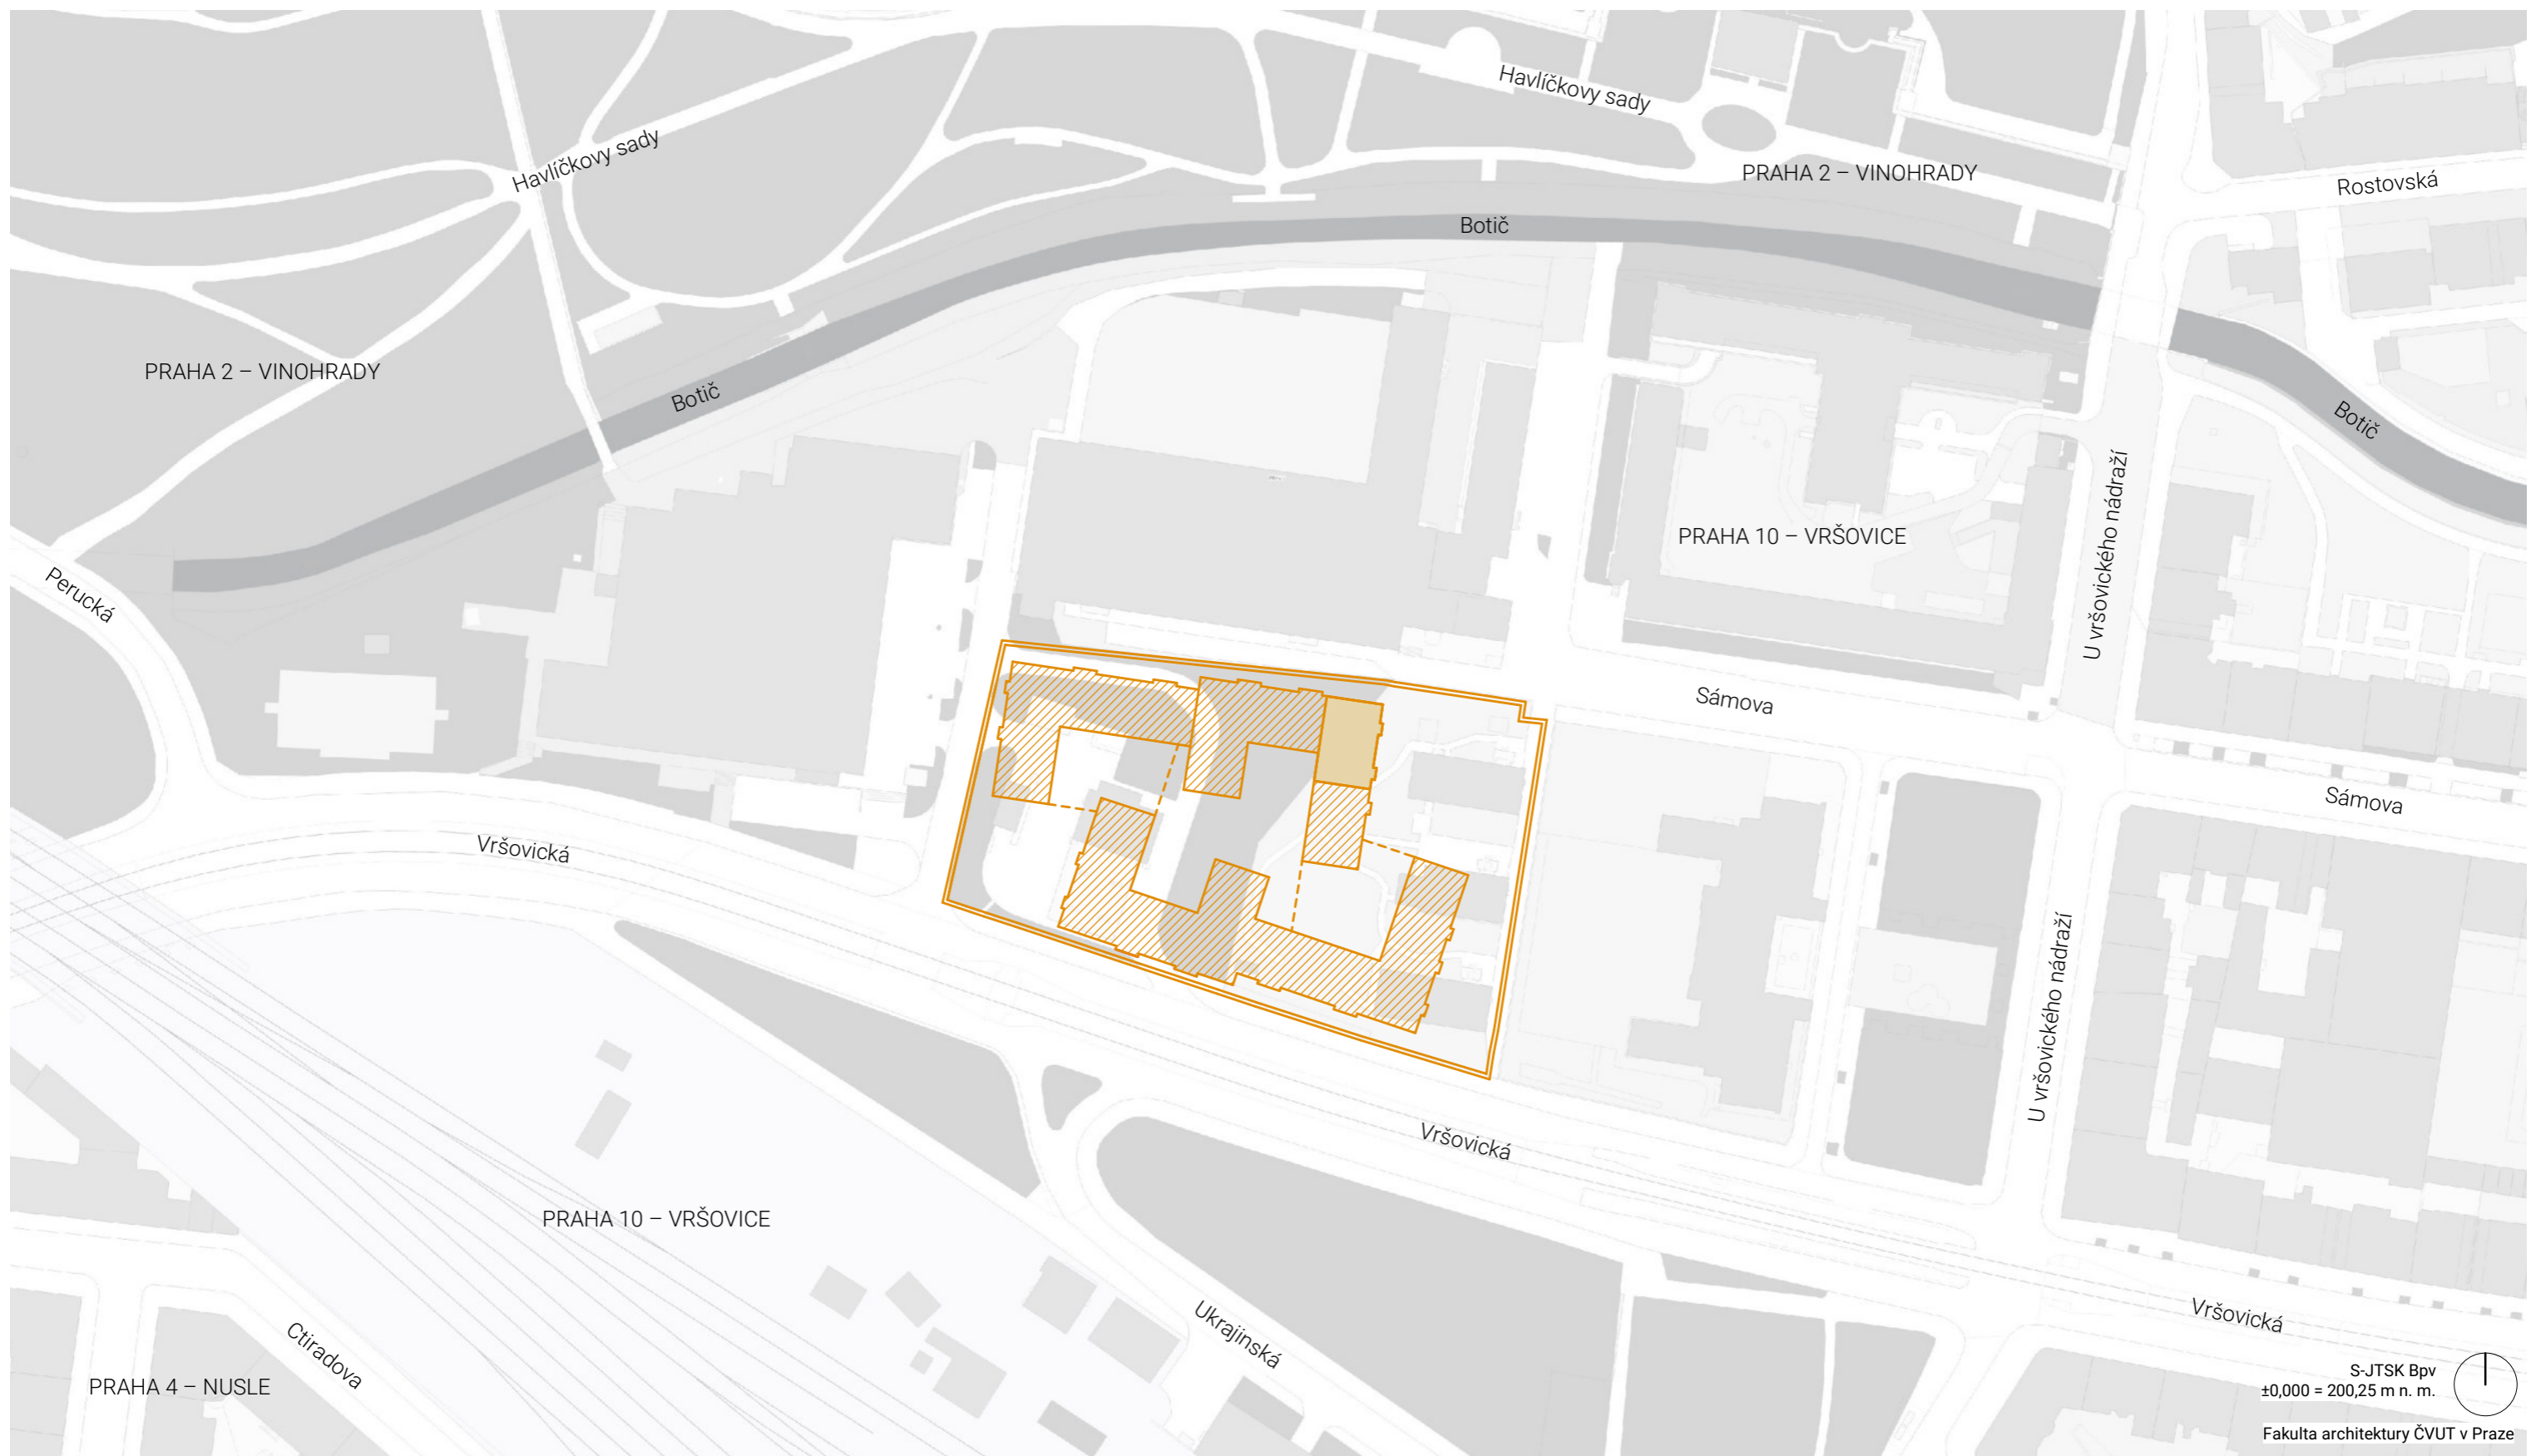 Havlíčkovy sady
Havlíčkovy sady
PRAHA 2 – VINOHRADY
Rostovská
Botič
PRAHA 2 – VINOHRADY
Botič
Botič
PRAHA 10 – VRŠOVICE
U vršovického nádraží
Perucká
Sámova
Sámova
Vršovická
U vršovického nádraží
Vršovická
PRAHA 10 – VRŠOVICE
Vršovická
Ukrajinská
Ctiradova
PRAHA 4 – NUSLE
S-JTSK Bpv
±0,000 = 200,25 m n. m.
Fakulta architektury ČVUT v Praze